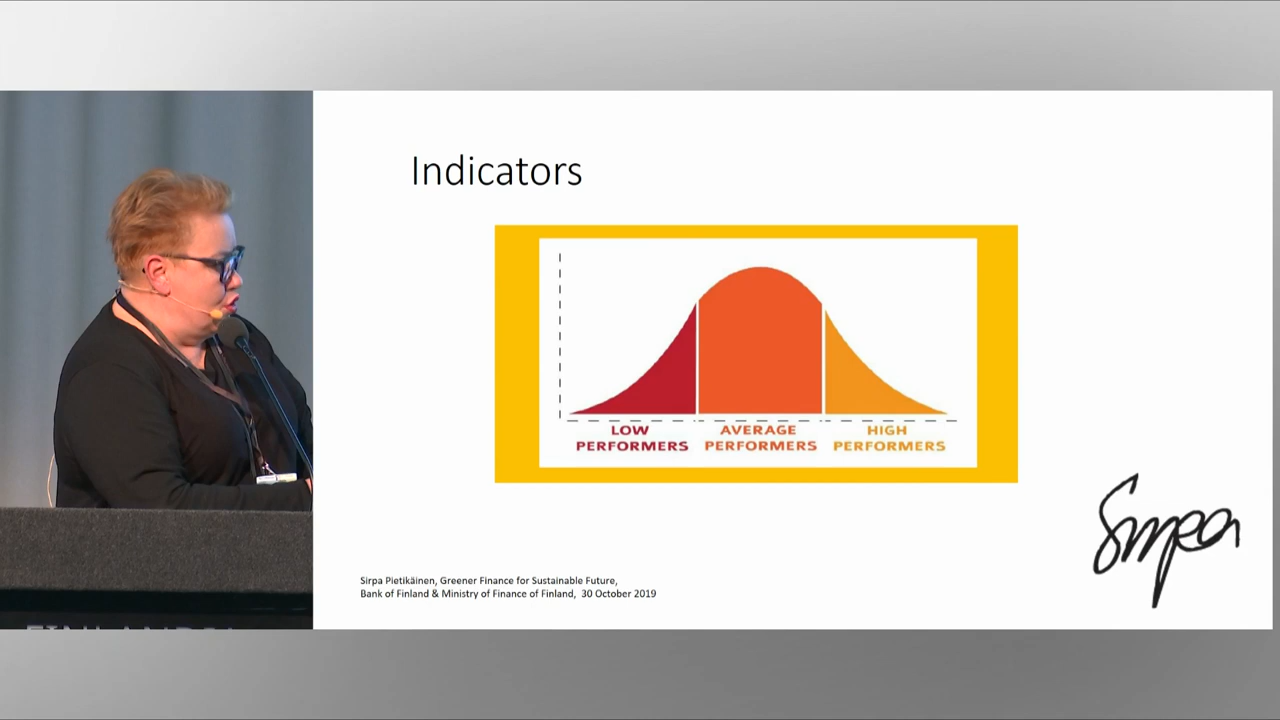 Indicators
LOW
PERFORMERS
AVERAGE
PERFORMERS
HIGH
PERFORMERS
Sirpa
Sirpa Pietikäinen, Greener Finance for Sustainable Future,
Bank of Finland & Ministry of Finance of Finland, 30 October 2019